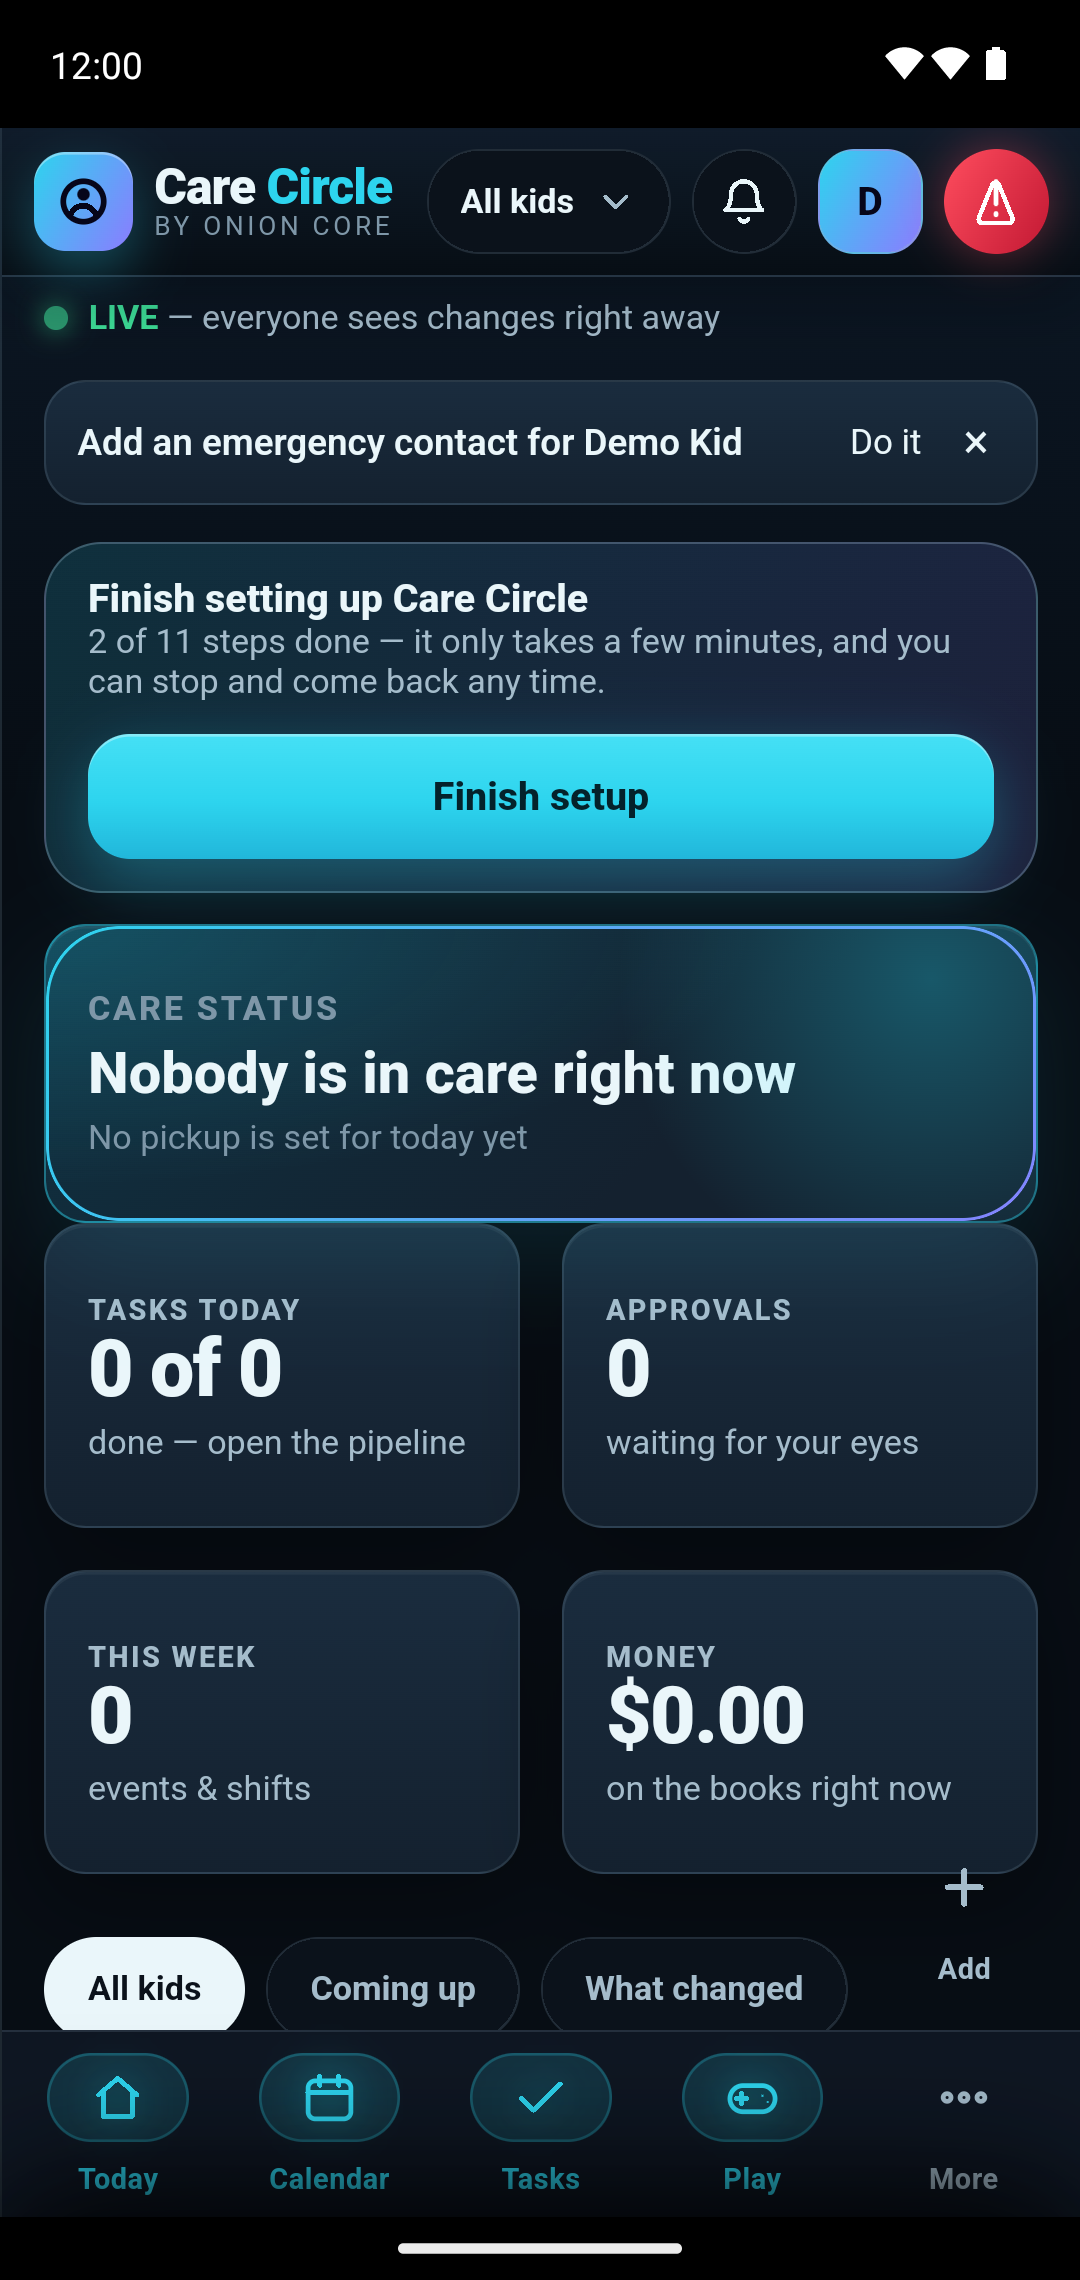 12:00
Care Circle
BY ONION CORE
All kids
D
LIVE — everyone sees changes right away
Add an emergency contact for Demo Kid
Do it
Finish setting up Care Circle
2 of 11 steps done — it only takes a few minutes, and you
can stop and come back any time.
Finish setup
CARE STATUS
Nobody is in care right now
No pickup is set for today yet
TASKS TODAY
0 of 0
done — open the pipeline
APPROVALS
0
waiting for your eyes
THIS WEEK
0
events & shifts
MONEY
$0.00
on the books right now
All kids
Coming up
What changed
Add
Today
Calendar
Tasks
Play
More